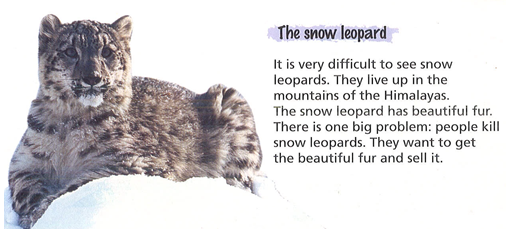 The snow leopard
It is very difficult to see snow
leopards. They live up in the
mountains of the Himalayas.
The snow leopard has beautiful fur.
There is one big problem: people kill
snow leopards. They want to get
the beautiful fur and sell it.